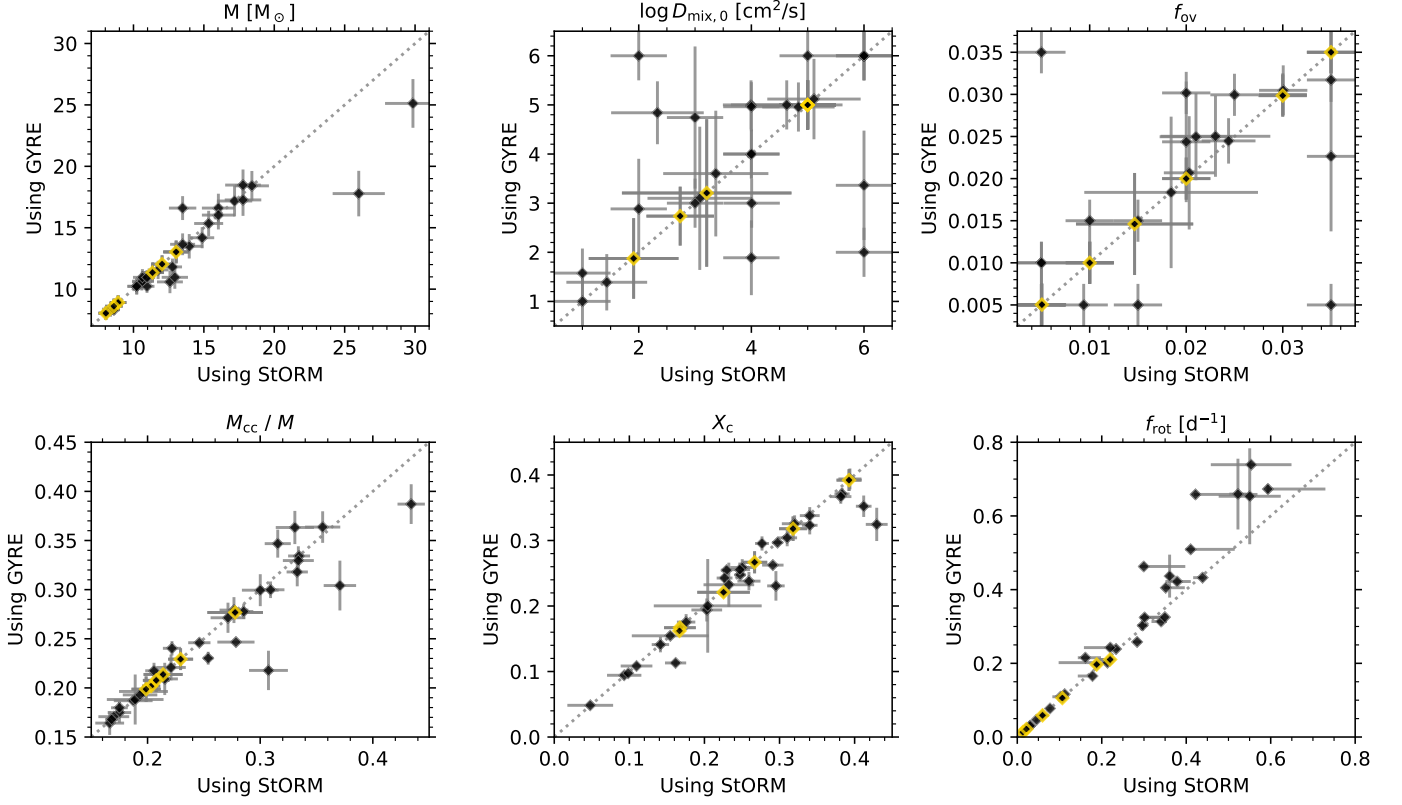 M [M⊙]
30
25
20
15
10
10 15 20 25 30
Using GYRE
Using StORM
log D_mix,0 [cm²/s]
6
5
4
3
2
1
2 4 6
Using GYRE
Using StORM
f_ov
0.035
0.030
0.025
0.020
0.015
0.010
0.005
0.01 0.02 0.03
Using GYRE
Using StORM
M_cc / M
0.45
0.40
0.35
0.30
0.25
0.20
0.15
0.2 0.3 0.4
Using GYRE
Using StORM
X_c
0.4
0.3
0.2
0.1
0.0
0.0 0.1 0.2 0.3 0.4
Using GYRE
Using StORM
f_rot [d⁻¹]
0.8
0.6
0.4
0.2
0.0
0.0 0.2 0.4 0.6 0.8
Using GYRE
Using StORM